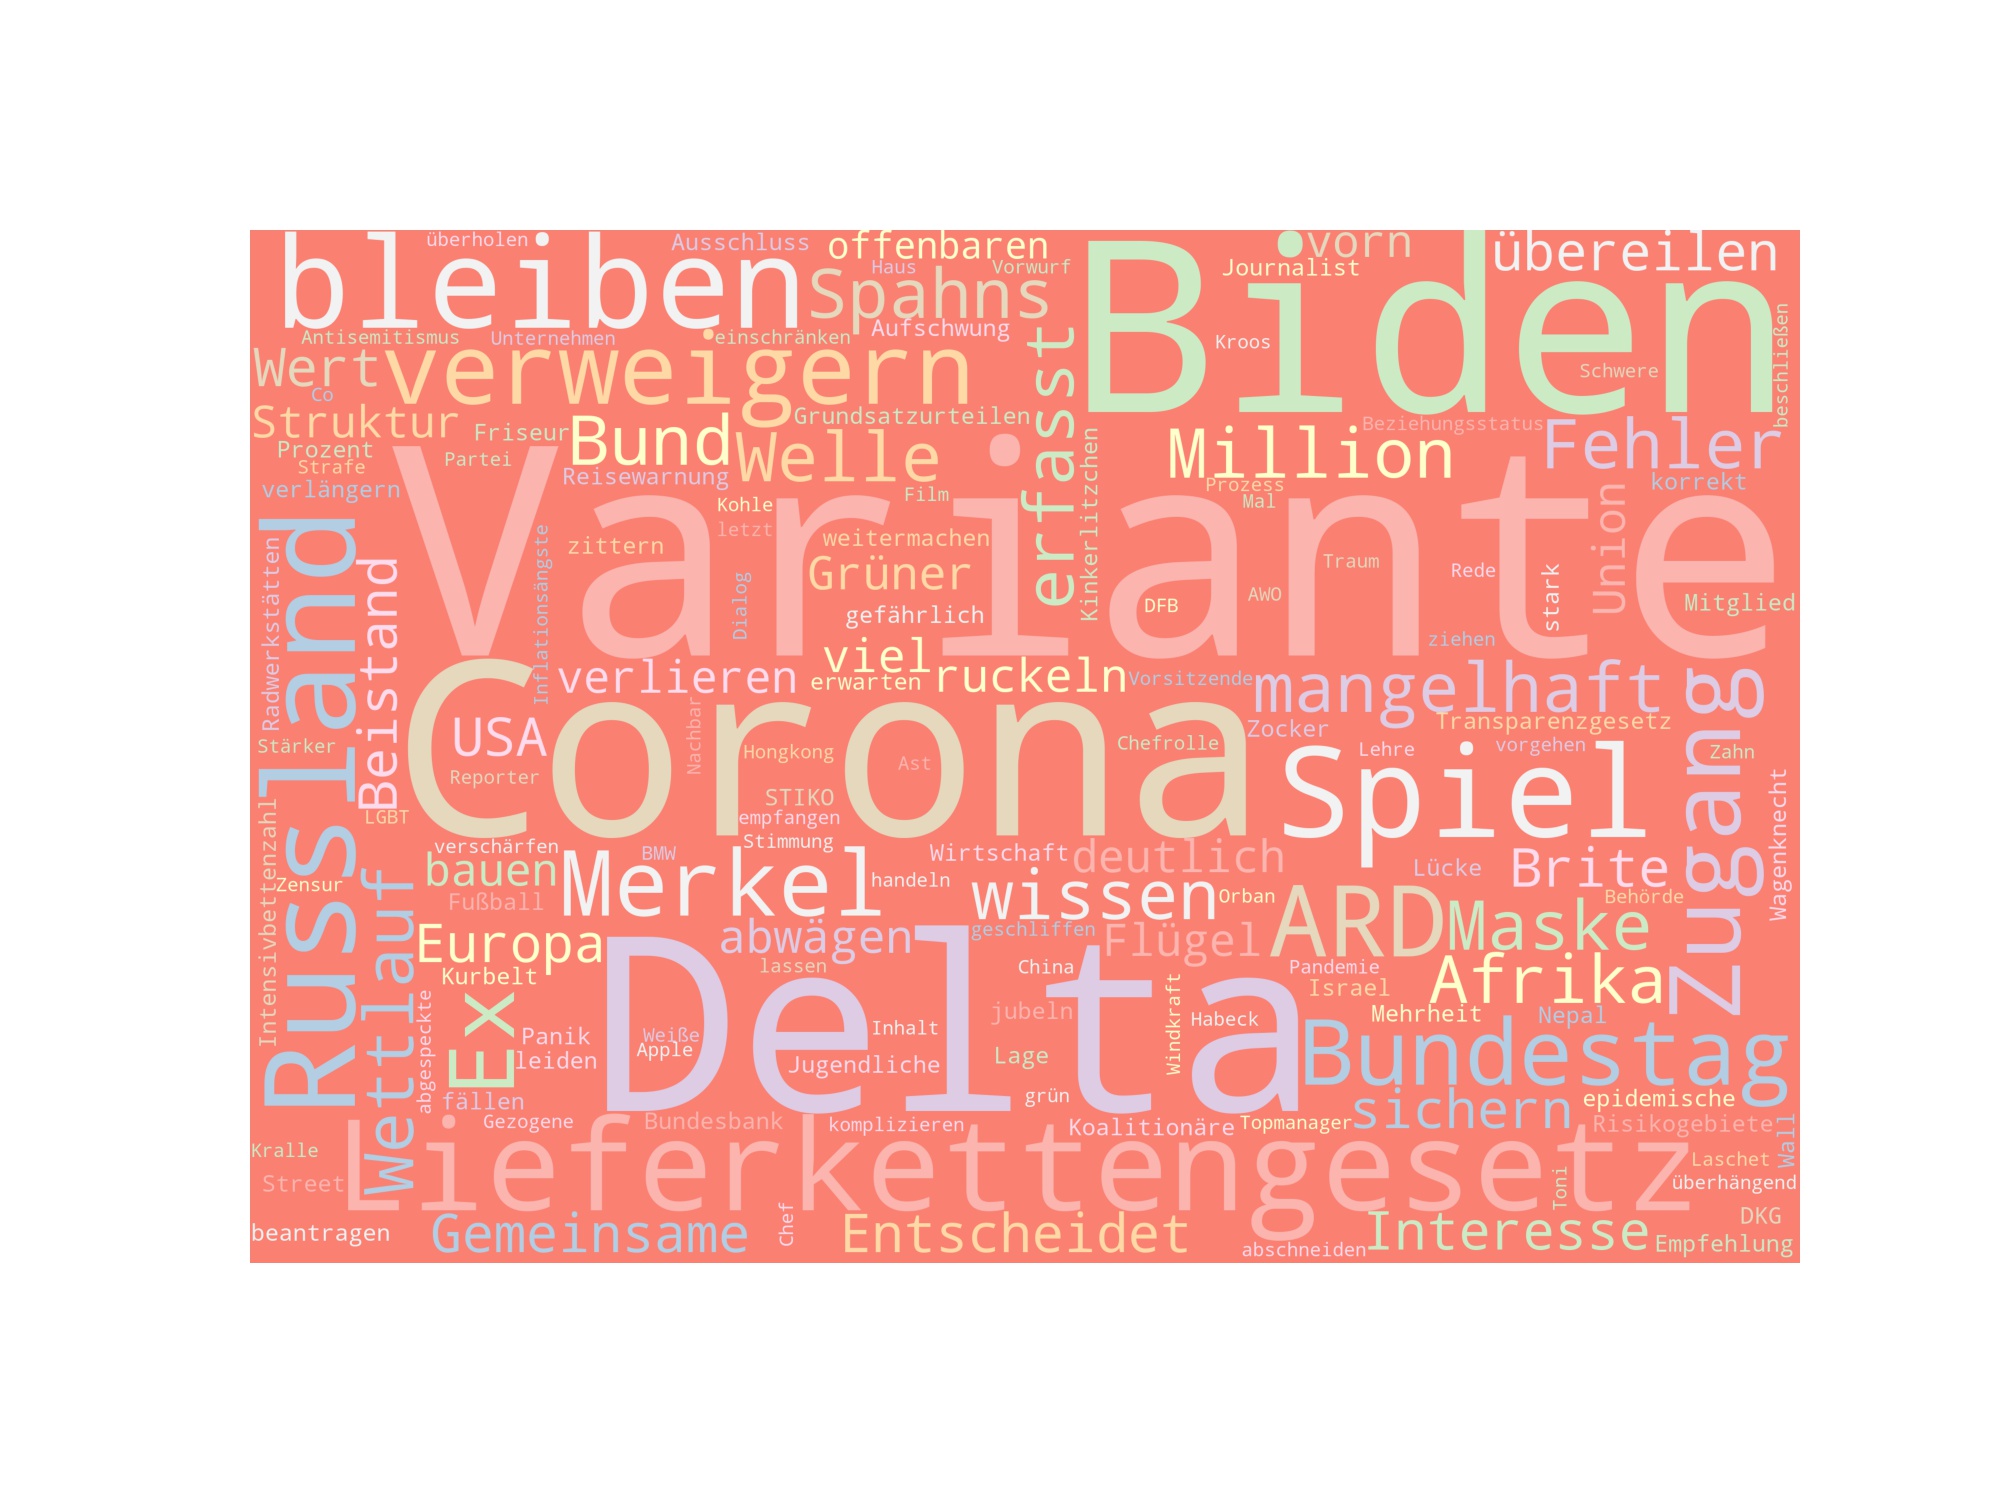 überholen
Ausschluss
offenbaren
vorn
übereilen
bleiben
Spahns
Haus
Vorwurf
Journalist
Biden
Antisemitismus
Unternehmen
einschränken
Aufschwung
erfasst
Kroos
beschließen
Wert
verweigern
Schwere
Co
Struktur
Friseur
Bund
Grundsatzurteilen
Welle
Kinkerlitzchen
Million
Beziehungsstatus
Fehler
Prozent
Strafe
Partei
Reisewarnung
verlängern
Kohle
Film
Prozess
Mal
korrekt
Variante
letzt
Russland
Radwerkstätten
Beistand
zittern
Inflationsängste
weitermachen
Grüner
Dialog
gefährlich
DFB
AWO
Traum
Rede
stark
Union
Mitglied
ziehen
verlieren
viel
erwarten
ruckeln
Vorsitzende
mangelhaft
Zugang
USA
Corona
Nachbar
Hongkong
Ast
Chefrolle
Zocker
Transparenzgesetz
Stärker
Reporter
Spiel
Lehre
vorgehen
Zahn
LGBT
STIKO
empfangen
Stimmung
Intensivbettenzahl
verschärfen
bauen
Merkel
BMW
handeln
Wirtschaft
deutlich
wissen
Orban
Lücke
Brite
Wagenknecht
Zensur
Wettlauf
Fußball
Behörde
ARD
Maske
Europa
abwägen
geschliffen
Flügel
Kurbelt
lassen
China
Pandemie
Israel
Afrika
Ex
abgespeckte
Delta
Panik
leiden
Weiße
Apple
Inhalt
Jugendliche
jubeln
Lage
grün
Windkraft
Habeck
Mehrheit
Nepal
Bundestag
fällen
Gezogene
Bundesbank
komplizieren
Koalitionäre
Topmanager
sichern
epidemische
Risikogebiete
Wall
Kralle
Street
Lieferkettengesetz
Toni
Laschet
überhängend
beantragen
Gemeinsame
Chef
Entscheidet
abschneiden
Interesse
DKG
Empfehlung